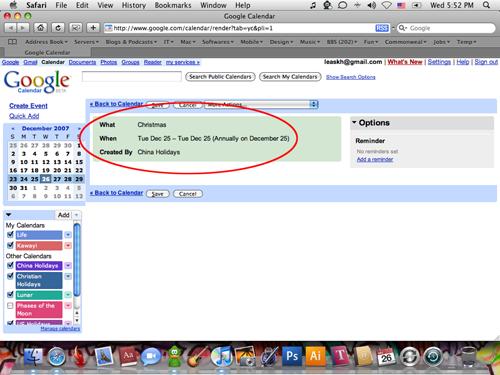 Safari File Edit View History Bookmarks Window Help Wed 5:52 PM
Google Calendar
http://www.google.com/calendar/render?tab=yc&pli=1 RSS Google
Address Book Servers Blogs & Podcasts IT Mac Software Mobile Design Music BBS (202) Fun Commonweal Jobs Temp
Google Calendar
Gmail Calendar Documents Photos Groups Reader my services » leaskh@gmail.com | What's New! | Settings | Help | Sign out
Google Calendar BETA
Search Public Calendars Search My Calendars Show Search Options
Create Event
Quick Add
« Back to Calendar Save Cancel More Actions...
« December 2007 »
S M T W T F S
25 26 27 28 29 30 1
2 3 4 5 6 7 8
9 10 11 12 13 14 15
16 17 18 19 20 21 22
23 24 25 26 27 28 29
30 31 1 2 3 4 5
What Christmas
When Tue Dec 25 – Tue Dec 25 (Annually on December 25)
Created By China Holidays
Options
Reminder
No reminders set
Add a reminder
« Back to Calendar Save Cancel
Add
My Calendars
Life
Kawayi
Other Calendars
China Holidays
Christian Holidays
Lunar
Phases of the Moon
US Holidays
Manage calendars
Aa
Ps
Ai
26